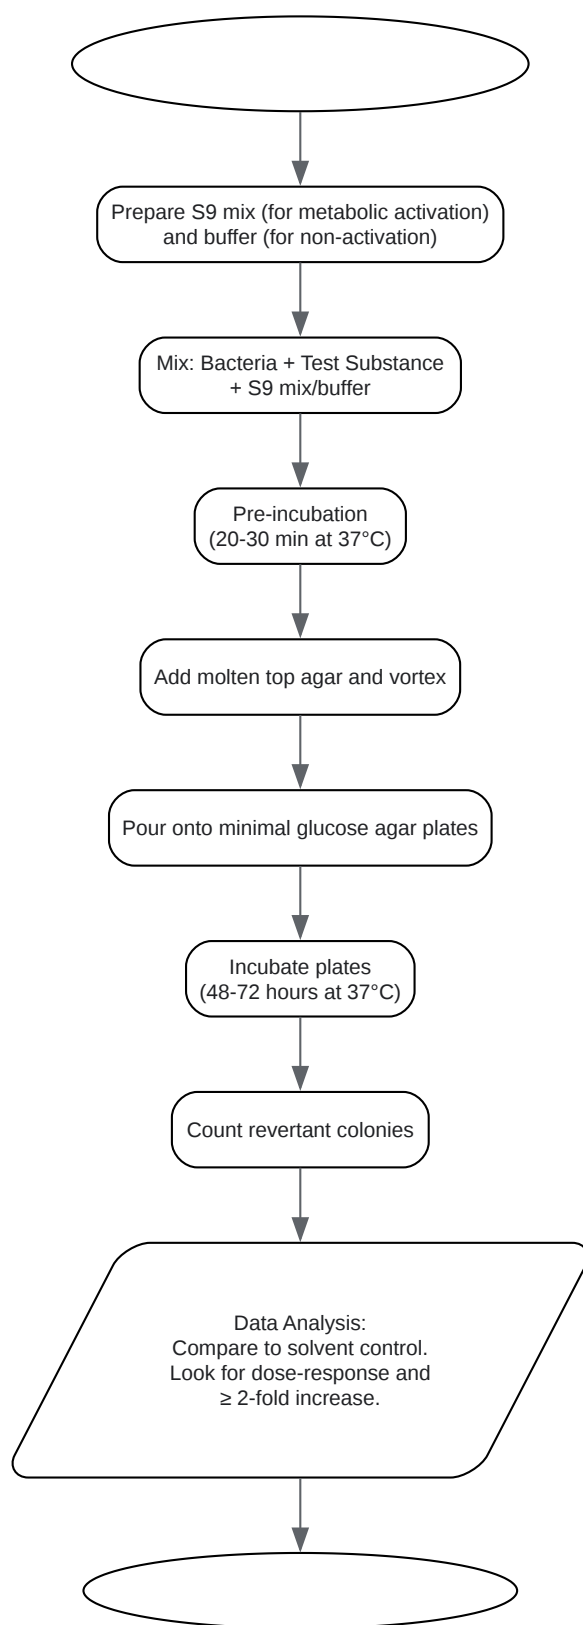 Prepare S9 mix (for metabolic activation)
and buffer (for non-activation)
Mix: Bacteria + Test Substance
+ S9 mix/buffer
Pre-incubation
(20-30 min at 37°C)
Add molten top agar and vortex
Pour onto minimal glucose agar plates
Incubate plates
(48-72 hours at 37°C)
Count revertant colonies
Data Analysis:
Compare to solvent control.
Look for dose-response and
≥ 2-fold increase.